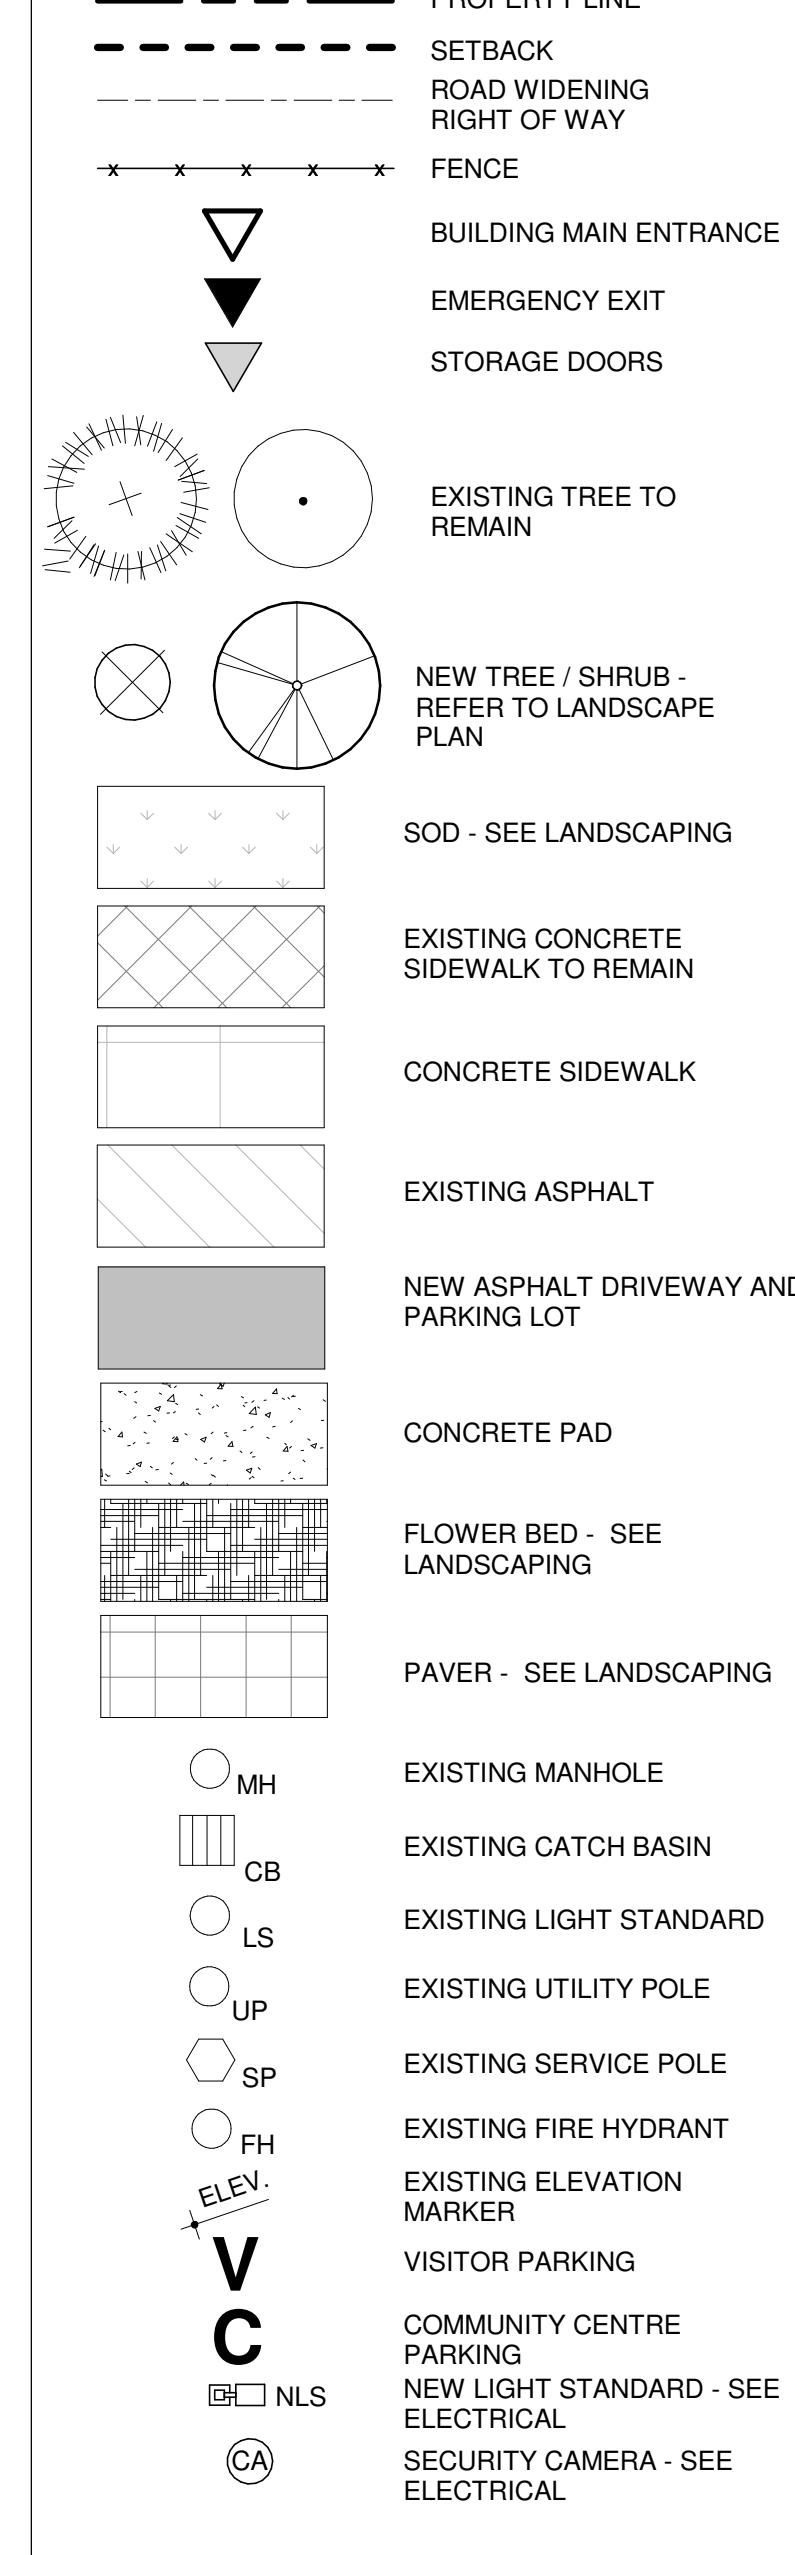 PROPERTY LINE
SETBACK
ROAD WIDENING
RIGHT OF WAY
x x x x x FENCE
BUILDING MAIN ENTRANCE
EMERGENCY EXIT
STORAGE DOORS
EXISTING TREE TO
REMAIN
NEW TREE / SHRUB -
REFER TO LANDSCAPE
PLAN
SOD - SEE LANDSCAPING
EXISTING CONCRETE
SIDEWALK TO REMAIN
CONCRETE SIDEWALK
EXISTING ASPHALT
NEW ASPHALT DRIVEWAY AND
PARKING LOT
CONCRETE PAD
FLOWER BED - SEE
LANDSCAPING
PAVER - SEE LANDSCAPING
MH EXISTING MANHOLE
CB EXISTING CATCH BASIN
LS EXISTING LIGHT STANDARD
UP EXISTING UTILITY POLE
SP EXISTING SERVICE POLE
FH EXISTING FIRE HYDRANT
ELEV. EXISTING ELEVATION
MARKER
V VISITOR PARKING
C COMMUNITY CENTRE
PARKING
NLS NEW LIGHT STANDARD - SEE
ELECTRICAL
CA SECURITY CAMERA - SEE
ELECTRICAL